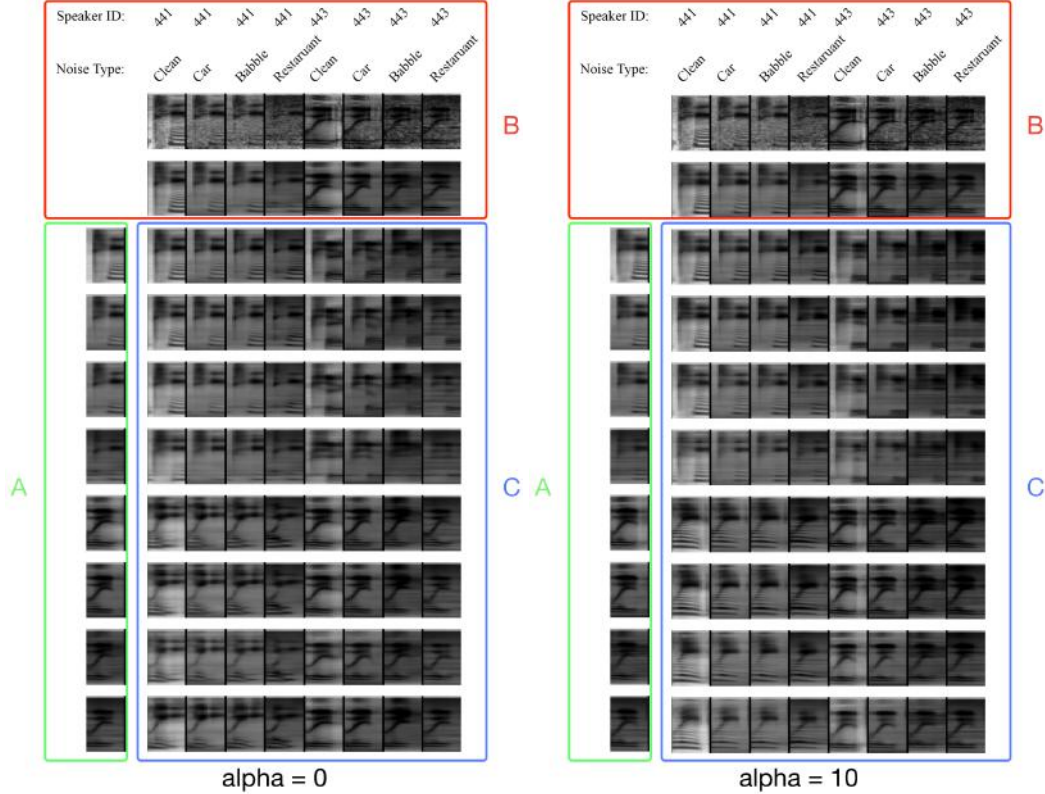 Speaker ID: 441 441 441 441 443 443 443 443
Noise Type: Clean Car Babble Restaruant Clean Car Babble Restaruant
B
A
C
alpha = 0
Speaker ID: 441 441 441 441 443 443 443 443
Noise Type: Clean Car Babble Restaruant Clean Car Babble Restaruant
B
A
C
alpha = 10